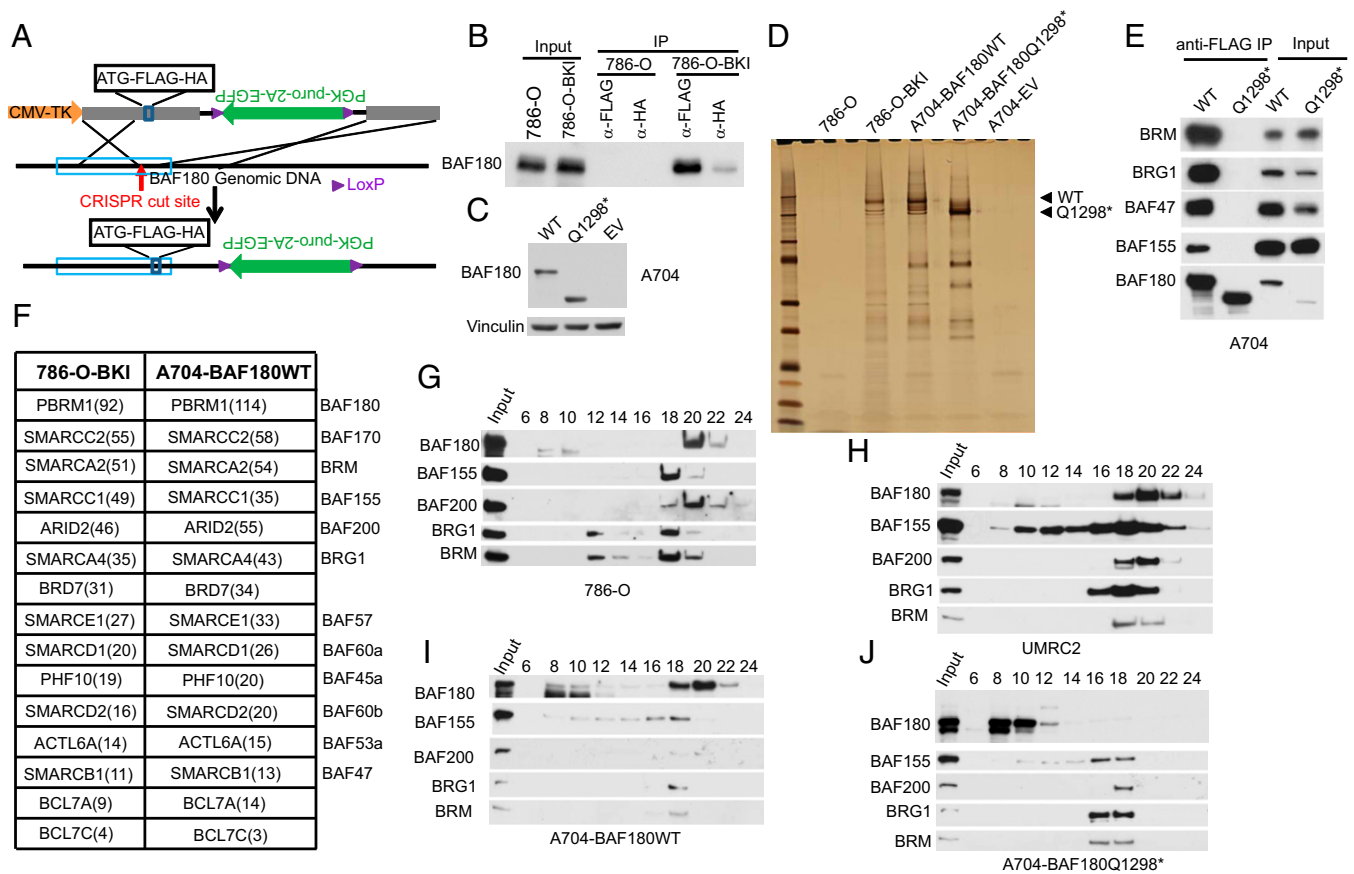 A
ATG-FLAG-HA
PGK-puro-2A-EGFP
CMV-TK
BAF180 Genomic DNA
LoxP
CRISPR cut site
ATG-FLAG-HA
PGK-puro-2A-EGFP
B
Input
IP
786-O
786-O-BKI
786-O
786-O-BKI
α-FLAG
α-HA
α-FLAG
α-HA
BAF180
C
WT
Q1298*
EV
BAF180
A704
Vinculin
D
786-O
786-O-BKI
A704-BAF180WT
A704-BAF180Q1298*
A704-EV
WT
Q1298*
E
anti-FLAG IP
Input
WT
Q1298*
WT
Q1298*
BRM
BRG1
BAF47
BAF155
BAF180
A704
F
786-O-BKI A704-BAF180WT
PBRM1(92) PBRM1(114) BAF180
SMARCC2(55) SMARCC2(58) BAF170
SMARCA2(51) SMARCA2(54) BRM
SMARCC1(49) SMARCC1(35) BAF155
ARID2(46) ARID2(55) BAF200
SMARCA4(35) SMARCA4(43) BRG1
BRD7(31) BRD7(34)
SMARCE1(27) SMARCE1(33) BAF57
SMARCD1(20) SMARCD1(26) BAF60a
PHF10(19) PHF10(20) BAF45a
SMARCD2(16) SMARCD2(20) BAF60b
ACTL6A(14) ACTL6A(15) BAF53a
SMARCB1(11) SMARCB1(13) BAF47
BCL7A(9) BCL7A(14)
BCL7C(4) BCL7C(3)
G
Input 6 8 10 12 14 16 18 20 22 24
BAF180
BAF155
BAF200
BRG1
BRM
786-O
H
Input 6 8 10 12 14 16 18 20 22 24
BAF180
BAF155
BAF200
BRG1
BRM
UMRC2
I
Input 6 8 10 12 14 16 18 20 22 24
BAF180
BAF155
BAF200
BRG1
BRM
A704-BAF180WT
J
Input 6 8 10 12 14 16 18 20 22 24
BAF180
BAF155
BAF200
BRG1
BRM
A704-BAF180Q1298*